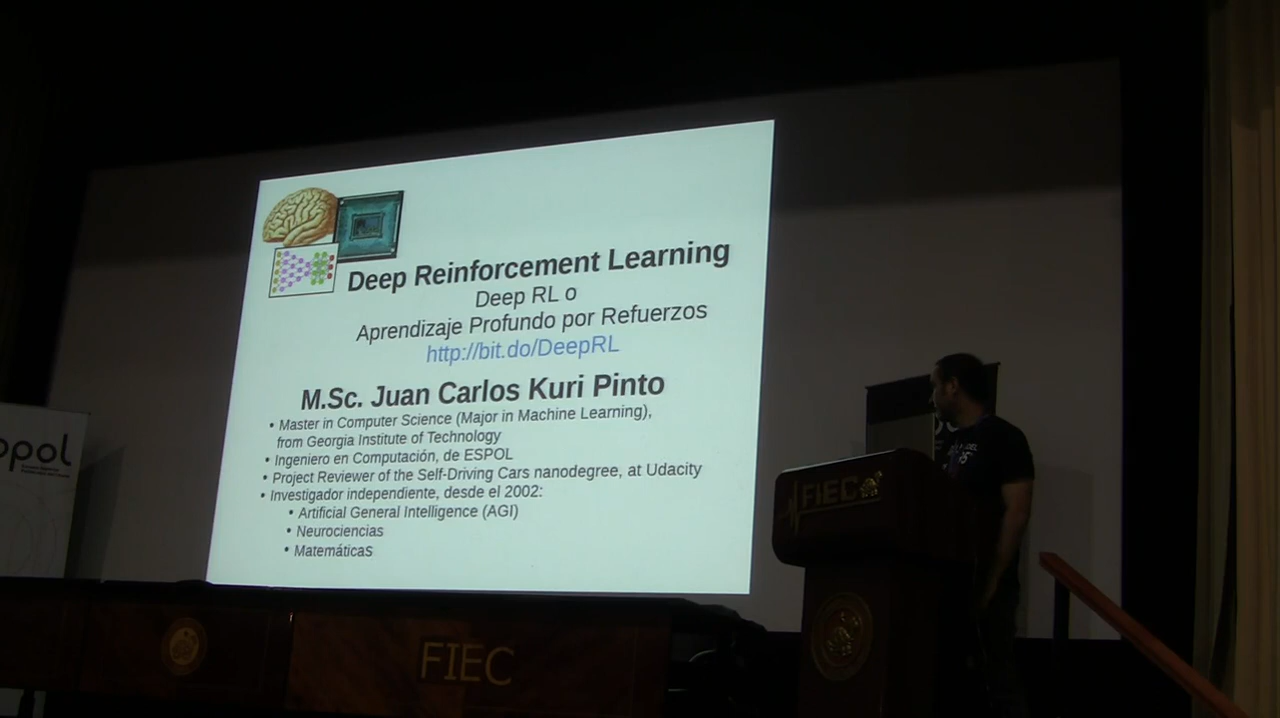 Deep Reinforcement Learning
Deep RL o
Aprendizaje Profundo por Refuerzos
http://bit.do/DeepRL
M.Sc. Juan Carlos Kuri Pinto
• Master in Computer Science (Major in Machine Learning),
from Georgia Institute of Technology
• Ingeniero en Computación, de ESPOL
• Project Reviewer of the Self-Driving Cars nanodegree, at Udacity
• Investigador independiente, desde el 2002:
• Artificial General Intelligence (AGI)
• Neurociencias
• Matemáticas
pol
FIEC
FIEC